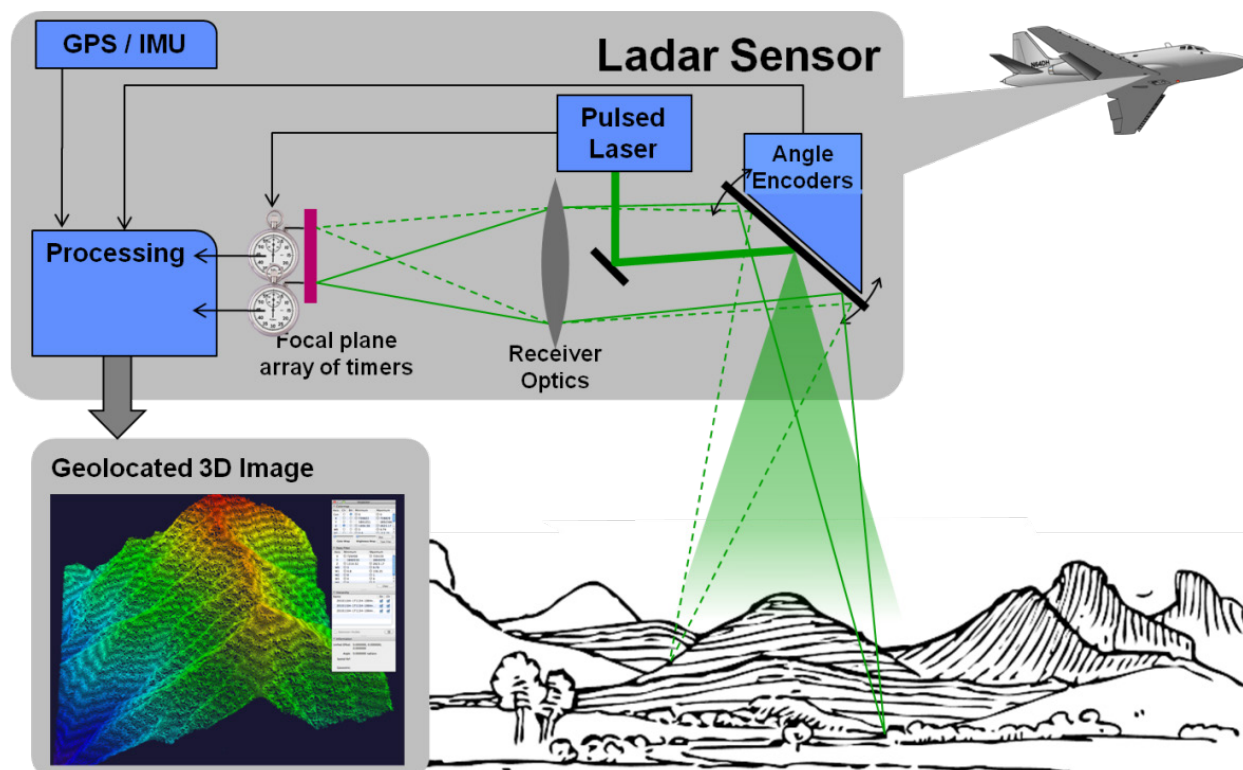 GPS / IMU
Ladar Sensor
N64DH
Pulsed
Laser
Angle
Encoders
Processing
Focal plane
array of timers
Receiver
Optics
Geolocated 3D Image